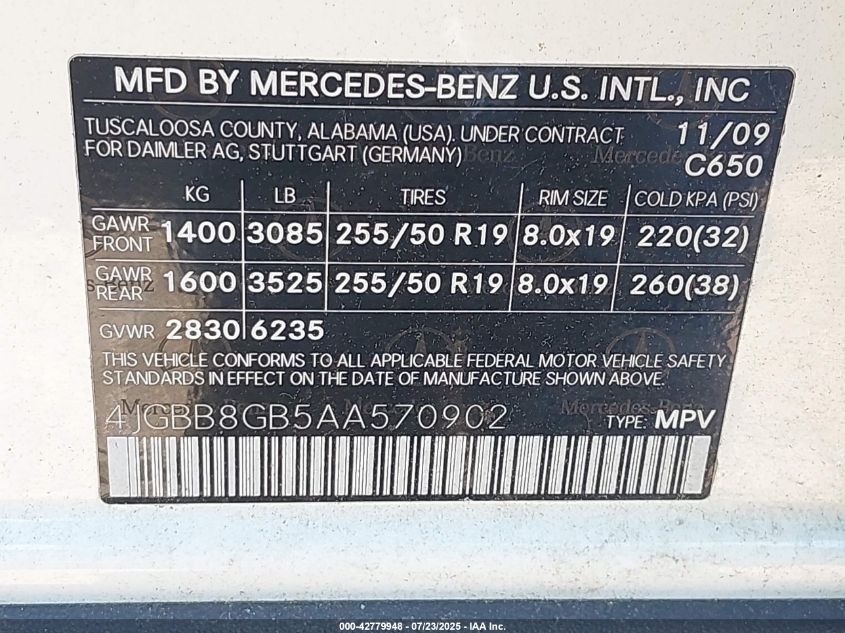 MFD BY MERCEDES-BENZ U.S. INTL., INC
TUSCALOOSA COUNTY, ALABAMA (USA). UNDER CONTRACT
FOR DAIMLER AG, STUTTGART (GERMANY)
11/09
C650
KG LB TIRES RIM SIZE COLD KPA (PSI)
GAWR FRONT 1400 3085 255/50 R19 8.0x19 220(32)
GAWR REAR 1600 3525 255/50 R19 8.0x19 260(38)
GVWR 2830 6235
THIS VEHICLE CONFORMS TO ALL APPLICABLE FEDERAL MOTOR VEHICLE SAFETY
STANDARDS IN EFFECT ON THE DATE OF MANUFACTURE SHOWN ABOVE.
4JGBB8GB5AA570902 TYPE: MPV
000-42779948 - 07/23/2025 - IAA Inc.